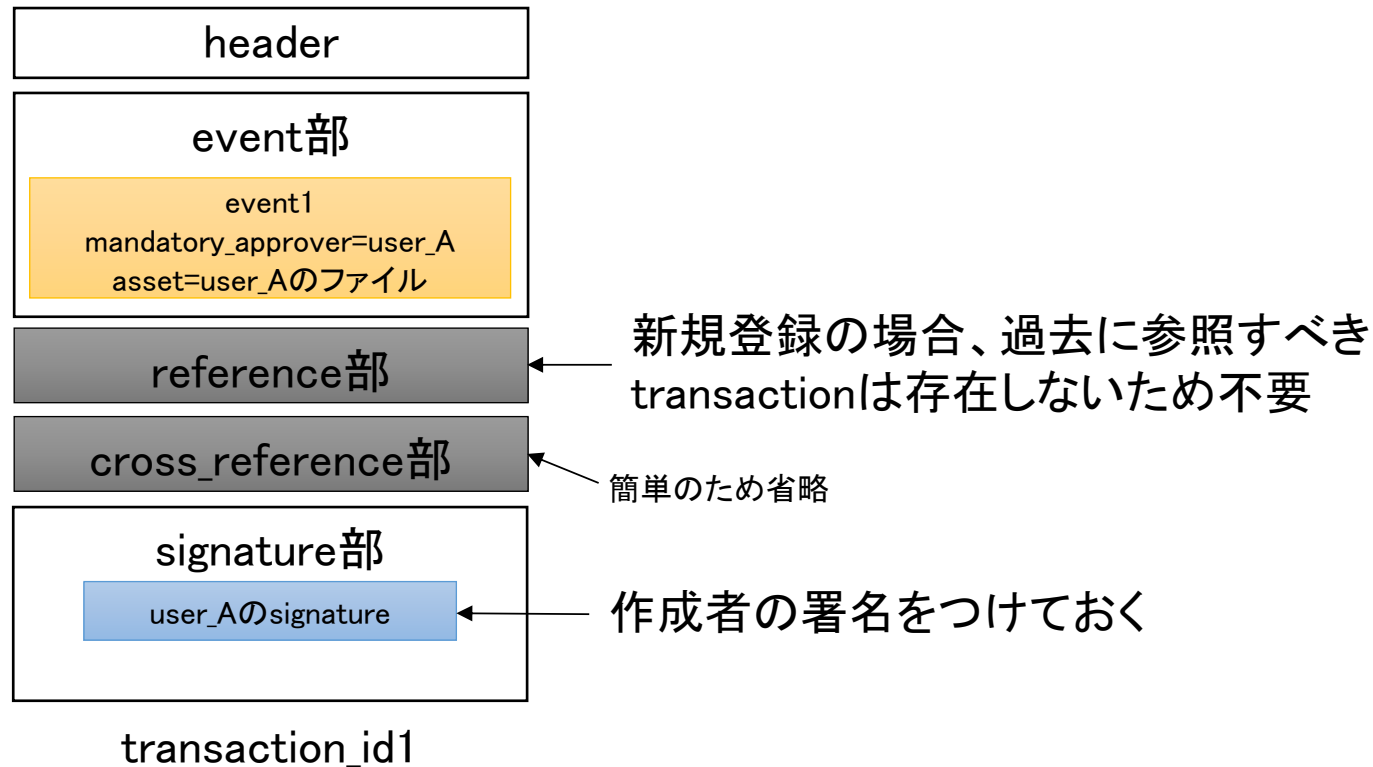 header
event部
event1
mandatory_approver=user_A
asset=user_Aのファイル
reference部
新規登録の場合、過去に参照すべき
transactionは存在しないため不要
cross_reference部
簡単のため省略
signature部
user_Aのsignature
作成者の署名をつけておく
transaction_id1